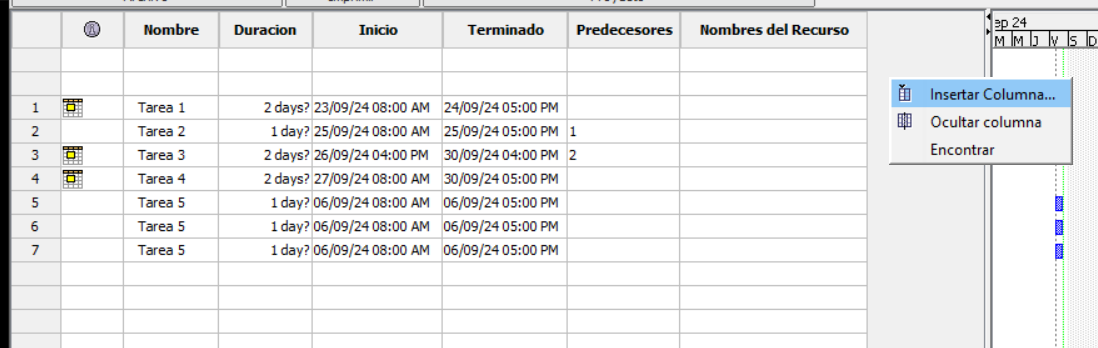 Nombre Duracion Inicio Terminado Predecesores Nombres del Recurso
ep 24
M M J V S D
1 Tarea 1 2 days? 23/09/24 08:00 AM 24/09/24 05:00 PM
2 Tarea 2 1 day? 25/09/24 08:00 AM 25/09/24 05:00 PM 1
3 Tarea 3 2 days? 26/09/24 04:00 PM 30/09/24 04:00 PM 2
4 Tarea 4 2 days? 27/09/24 08:00 AM 30/09/24 05:00 PM
5 Tarea 5 1 day? 06/09/24 08:00 AM 06/09/24 05:00 PM
6 Tarea 5 1 day? 06/09/24 08:00 AM 06/09/24 05:00 PM
7 Tarea 5 1 day? 06/09/24 08:00 AM 06/09/24 05:00 PM
Insertar Columna...
Ocultar columna
Encontrar